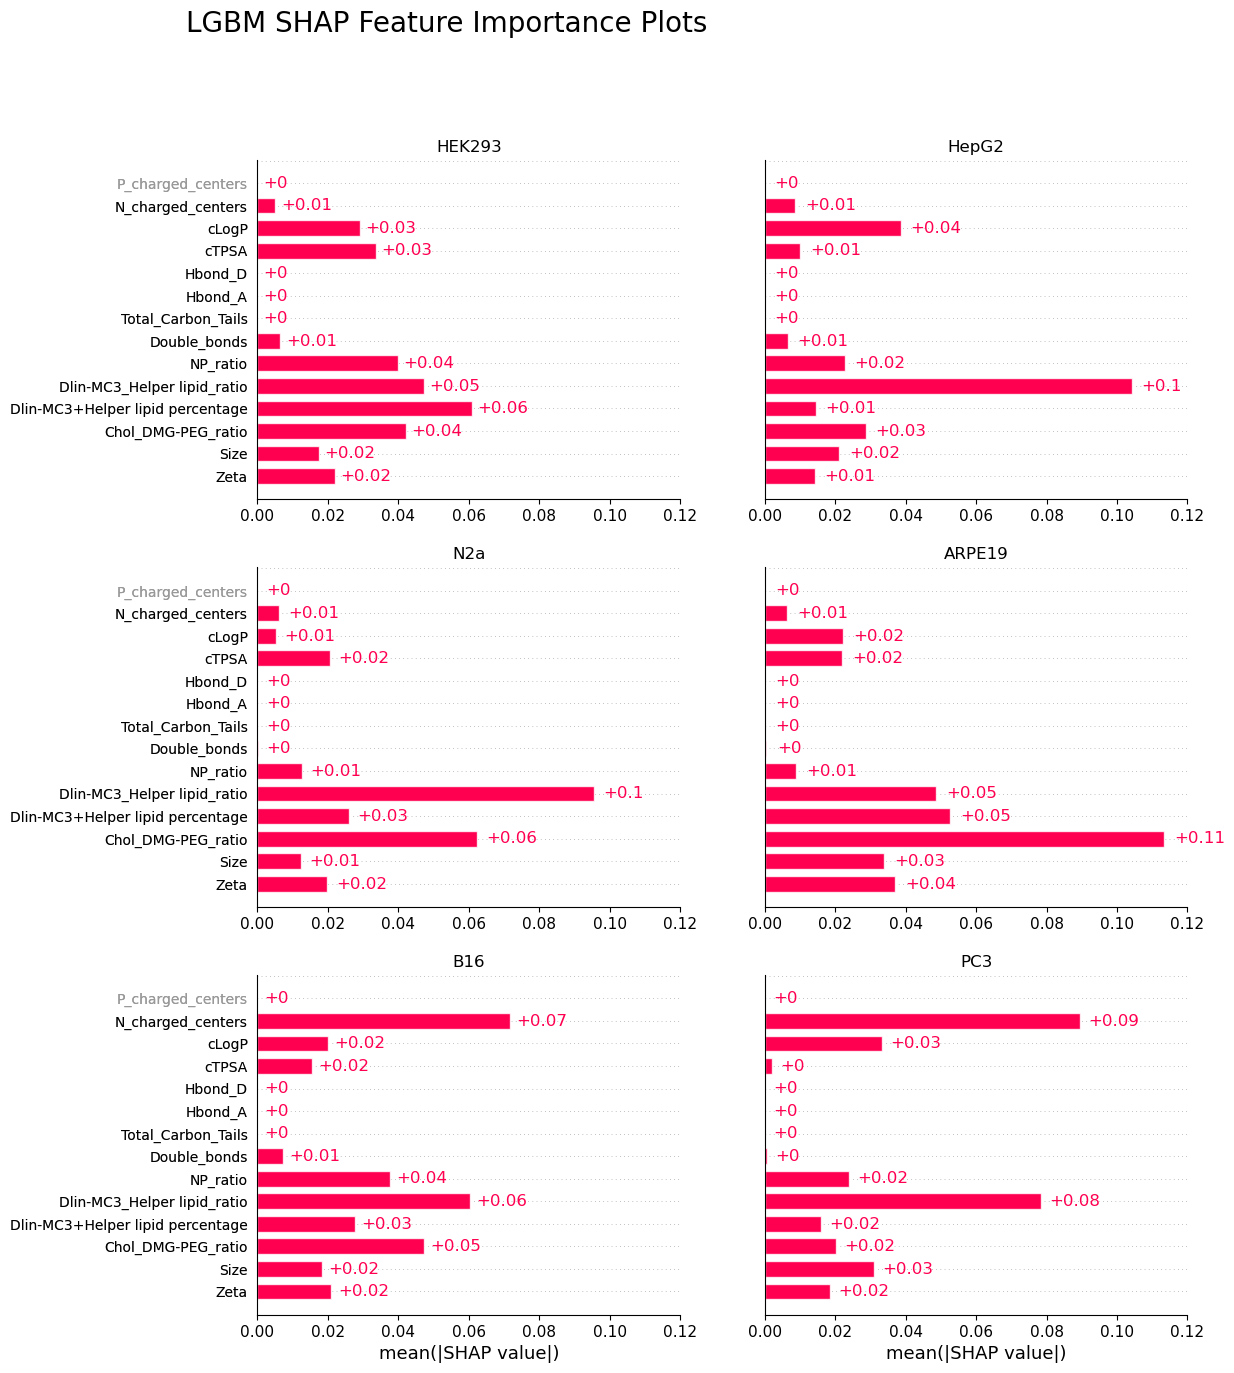 LGBM SHAP Feature Importance Plots
HEK293
P_charged_centers +0
N_charged_centers +0.01
cLogP +0.03
cTPSA +0.03
Hbond_D +0
Hbond_A +0
Total_Carbon_Tails +0
Double_bonds +0.01
NP_ratio +0.04
Dlin-MC3_Helper lipid_ratio +0.05
Dlin-MC3+Helper lipid percentage +0.06
Chol_DMG-PEG_ratio +0.04
Size +0.02
Zeta +0.02
0.00 0.02 0.04 0.06 0.08 0.10 0.12
HepG2
+0
+0.01
+0.04
+0.01
+0
+0
+0
+0.01
+0.02
+0.1
+0.01
+0.03
+0.02
+0.01
0.00 0.02 0.04 0.06 0.08 0.10 0.12
N2a
P_charged_centers +0
N_charged_centers +0.01
cLogP +0.01
cTPSA +0.02
Hbond_D +0
Hbond_A +0
Total_Carbon_Tails +0
Double_bonds +0
NP_ratio +0.01
Dlin-MC3_Helper lipid_ratio +0.1
Dlin-MC3+Helper lipid percentage +0.03
Chol_DMG-PEG_ratio +0.06
Size +0.01
Zeta +0.02
0.00 0.02 0.04 0.06 0.08 0.10 0.12
ARPE19
+0
+0.01
+0.02
+0.02
+0
+0
+0
+0
+0.01
+0.05
+0.05
+0.11
+0.03
+0.04
0.00 0.02 0.04 0.06 0.08 0.10 0.12
B16
P_charged_centers +0
N_charged_centers +0.07
cLogP +0.02
cTPSA +0.02
Hbond_D +0
Hbond_A +0
Total_Carbon_Tails +0
Double_bonds +0.01
NP_ratio +0.04
Dlin-MC3_Helper lipid_ratio +0.06
Dlin-MC3+Helper lipid percentage +0.03
Chol_DMG-PEG_ratio +0.05
Size +0.02
Zeta +0.02
0.00 0.02 0.04 0.06 0.08 0.10 0.12
mean(|SHAP value|)
PC3
+0
+0.09
+0.03
+0
+0
+0
+0
+0
+0.02
+0.08
+0.02
+0.02
+0.03
+0.02
0.00 0.02 0.04 0.06 0.08 0.10 0.12
mean(|SHAP value|)